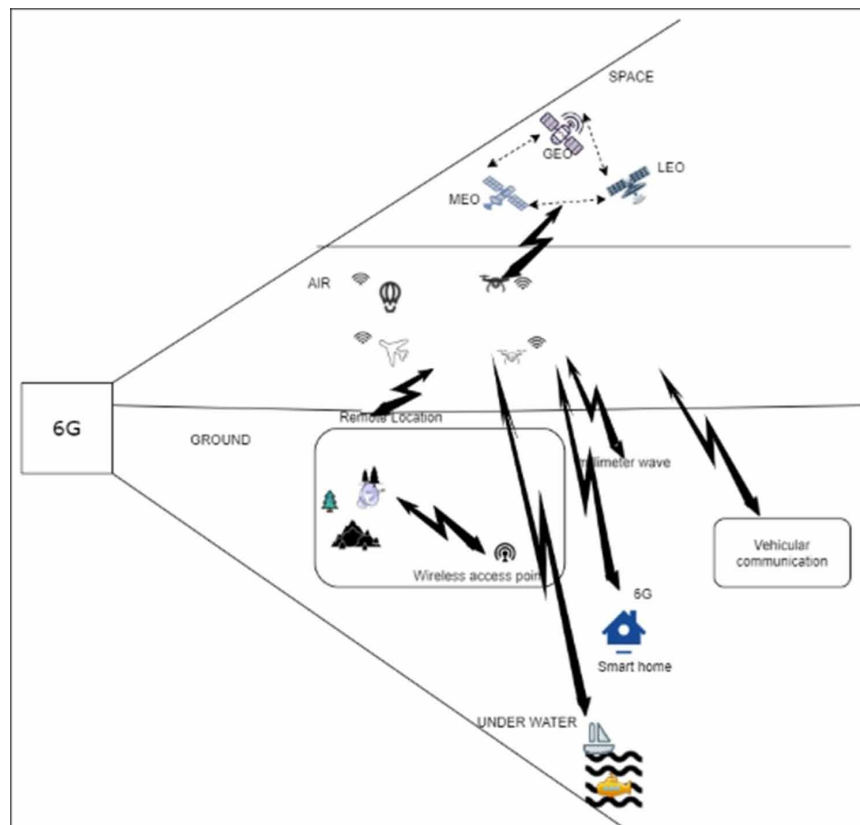 SPACE
GEO
LEO
MEO
AIR
6G
Remote Location
GROUND
millimeter wave
Wireless access point
Vehicular
communication
6G
Smart home
UNDER WATER